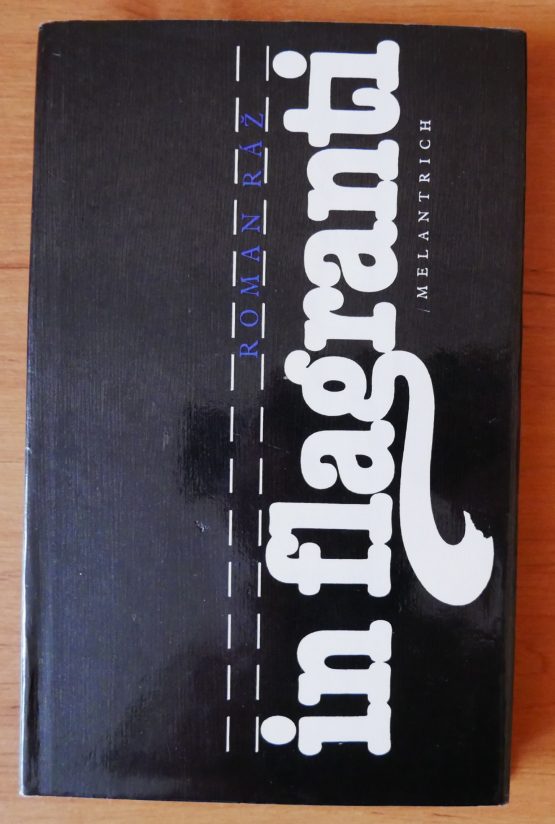 ROMAN RÁŽ
in flagranti
/MELANTRICH